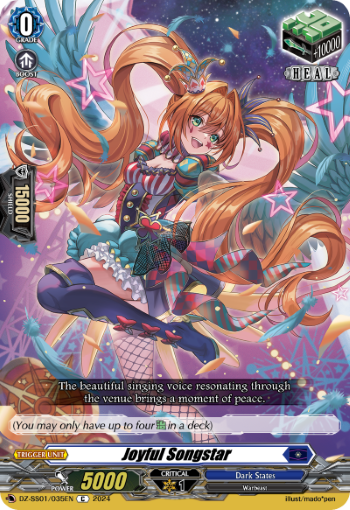 0
GRADE
BOOST
+10000
HEAL
15000
SHIELD
The beautiful singing voice resonating through
the venue brings a moment of peace.
(You may only have up to four in a deck)
TRIGGER UNIT
Joyful Songstar
POWER
5000
CRITICAL
1
Dark States
Warbeast
DZ-SS01/035EN C 2024
illust/mado*pen